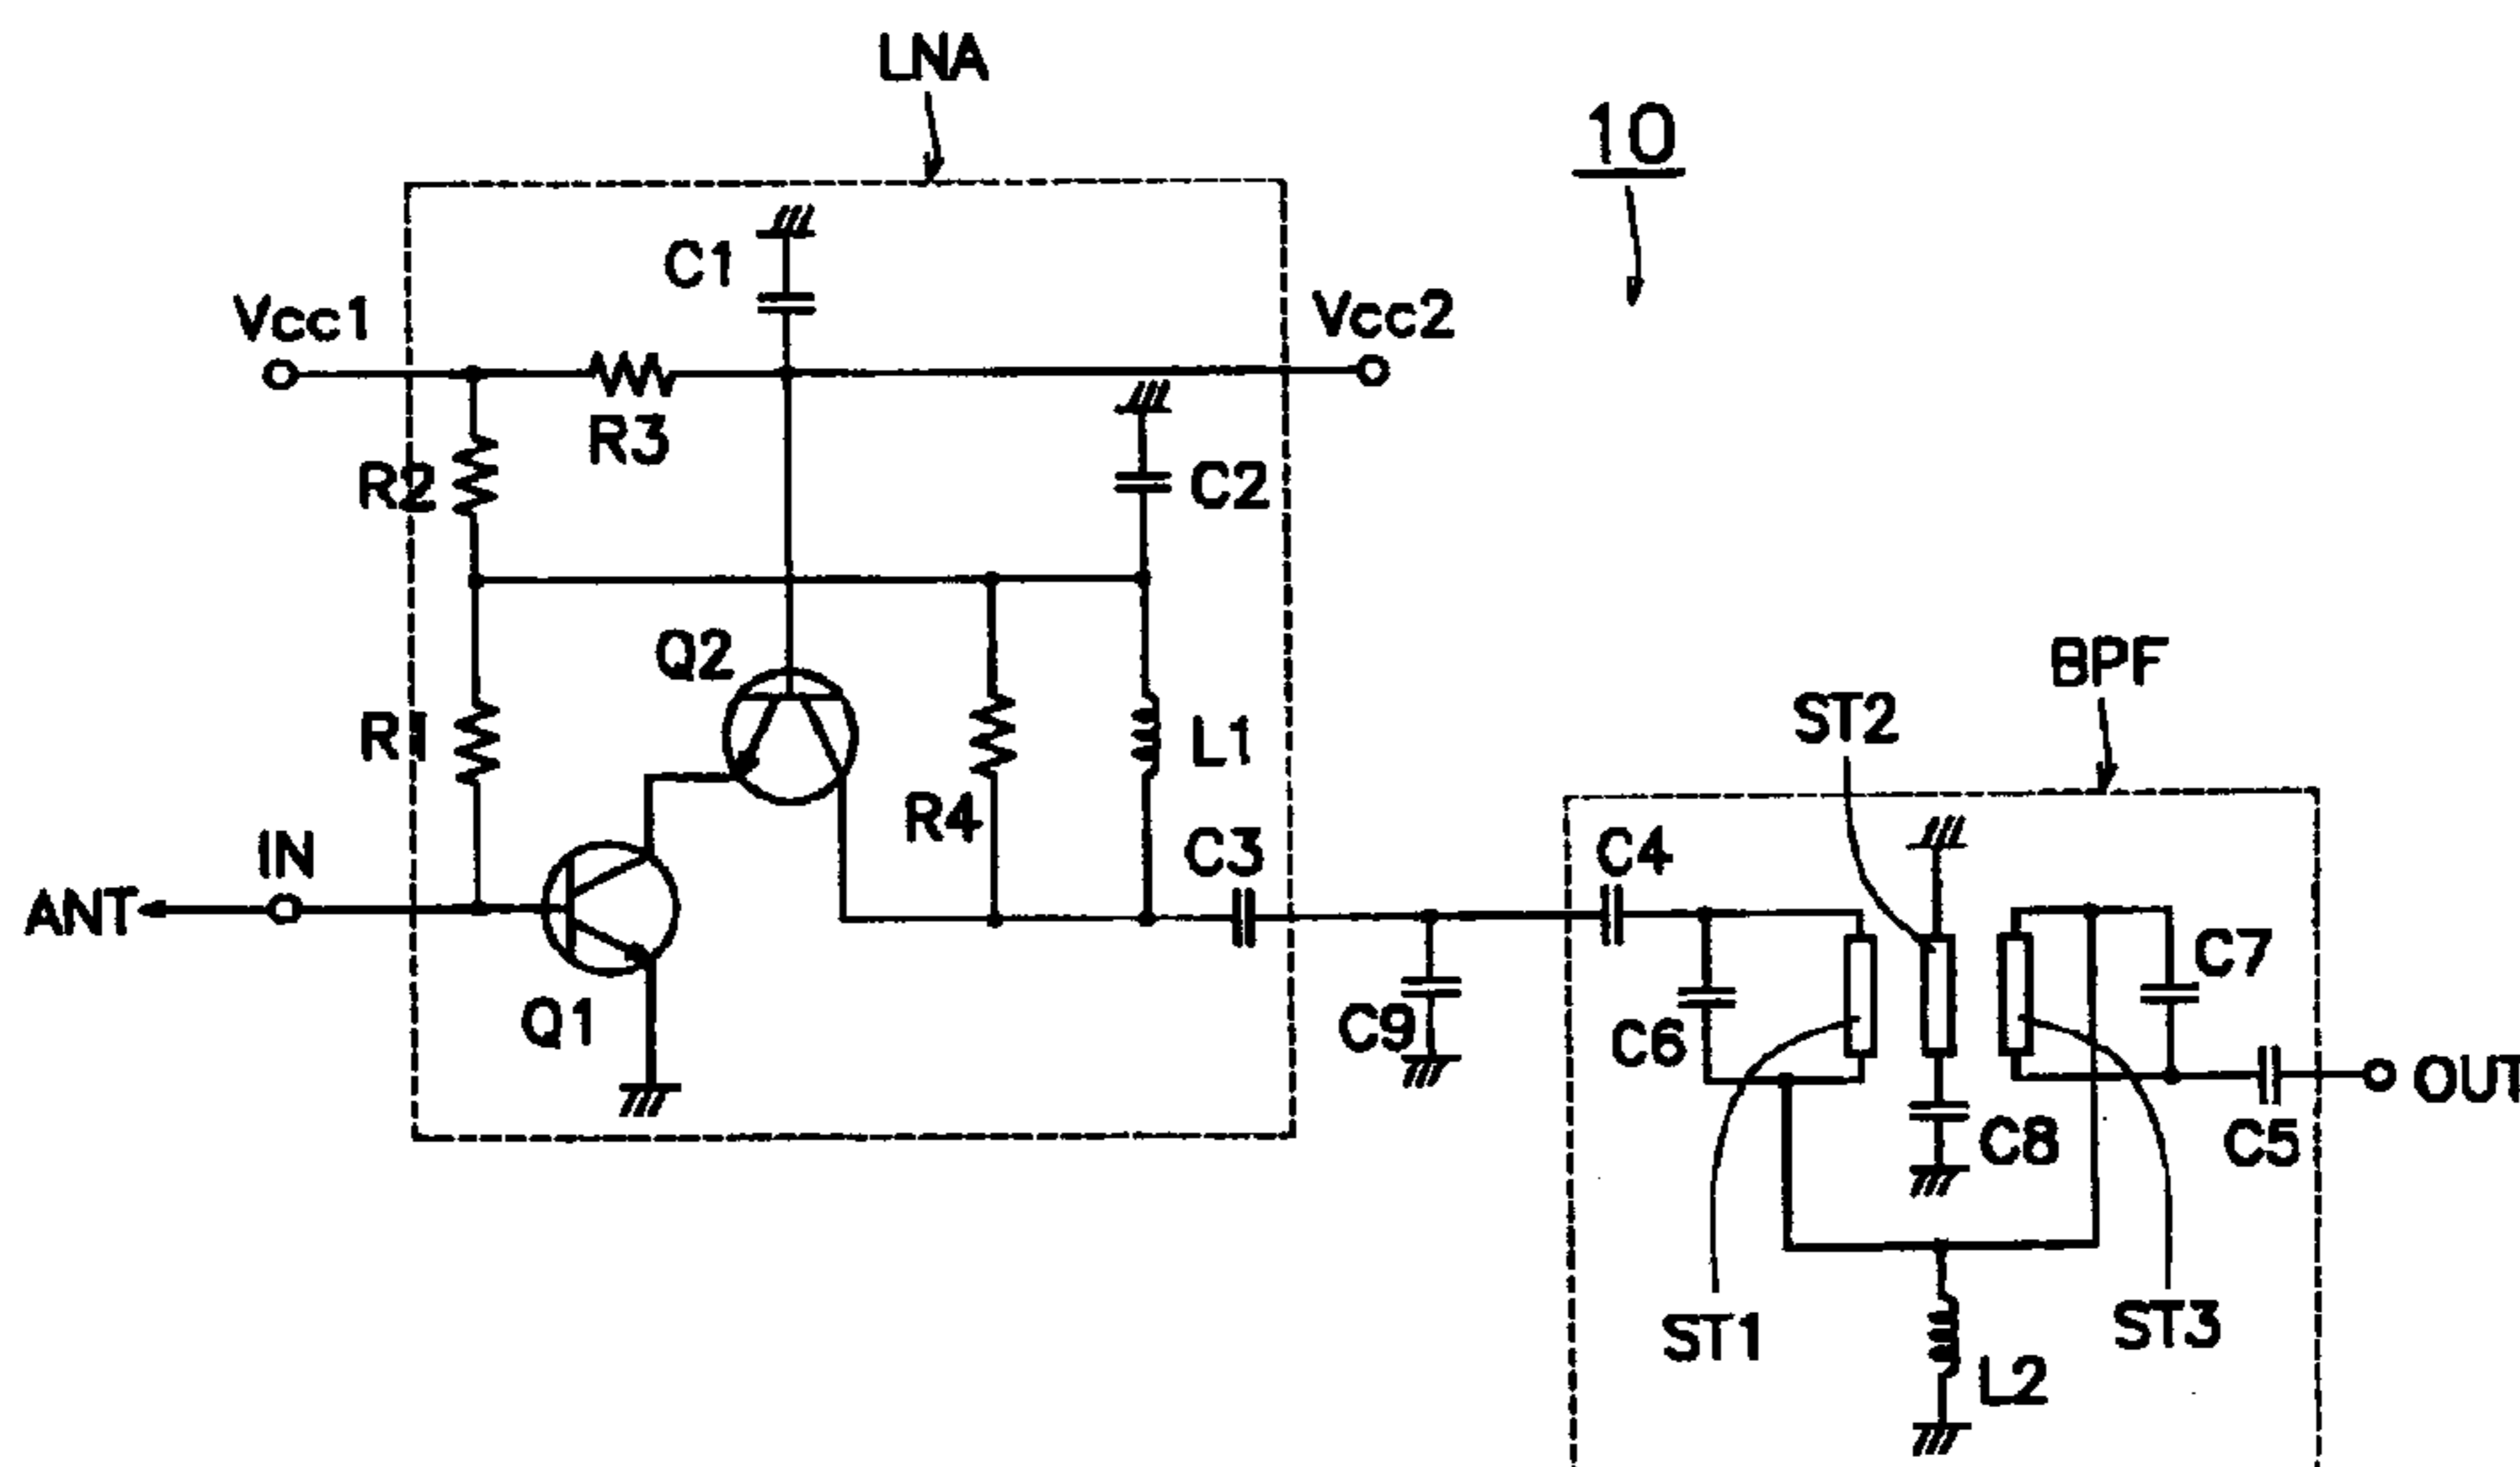 LNA
10
C1
Vcc1
Vcc2
R3
R2
C2
Q2
BPF
ST2
R1
L1
R4
C3
C4
IN
ANT
C7
Q1
C9
C6
OUT
C8
C5
ST1
ST3
L2